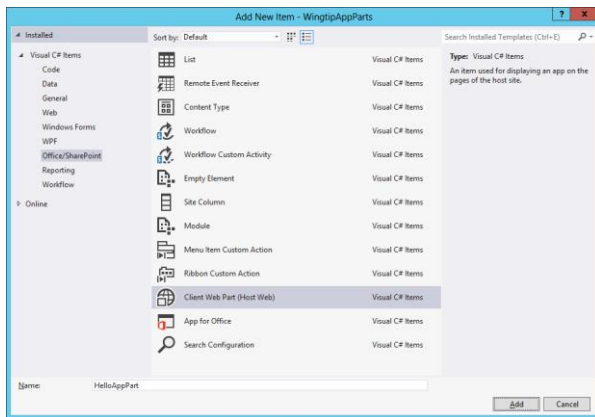 Add New Item - WingtipAppParts
? x
Installed
Sort by: Default
Search Installed Templates (Ctrl+E)
Visual C# Items
Code
Data
General
Web
Windows Forms
WPF
Office/SharePoint
Reporting
Workflow
Online
List Visual C# Items
Remote Event Receiver Visual C# Items
Content Type Visual C# Items
Workflow Visual C# Items
Workflow Custom Activity Visual C# Items
Empty Element Visual C# Items
Site Column Visual C# Items
Module Visual C# Items
Menu Item Custom Action Visual C# Items
Ribbon Custom Action Visual C# Items
Client Web Part (Host Web) Visual C# Items
App for Office Visual C# Items
Search Configuration Visual C# Items
Type: Visual C# Items
An item used for displaying an app on the
pages of the host site.
Name: HelloAppPart
Add Cancel